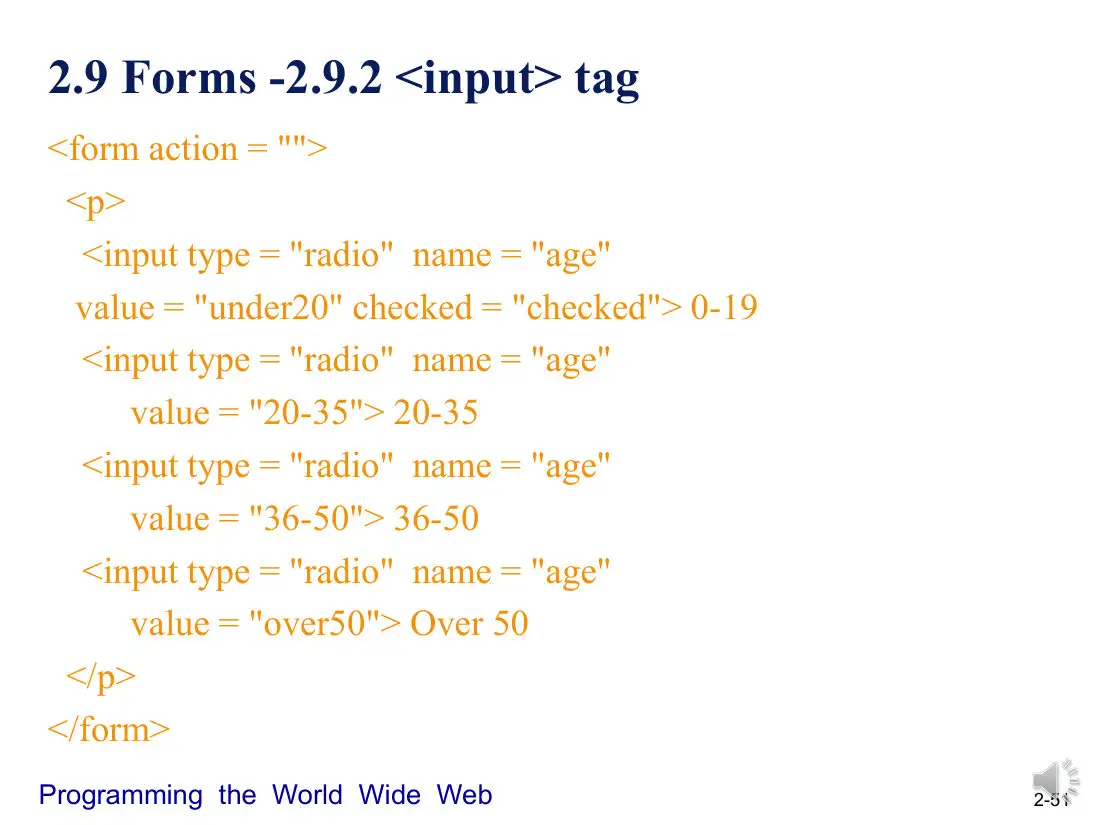 2.9 Forms -2.9.2 <input> tag
<form action = "">
<p>
<input type = "radio"  name = "age"
value = "under20" checked = "checked"> 0-19
<input type = "radio"  name = "age"
value = "20-35"> 20-35
<input type = "radio"  name = "age"
value = "36-50"> 36-50
<input type = "radio"  name = "age"
value = "over50"> Over 50
</p>
</form>
Programming the World Wide Web
2-51